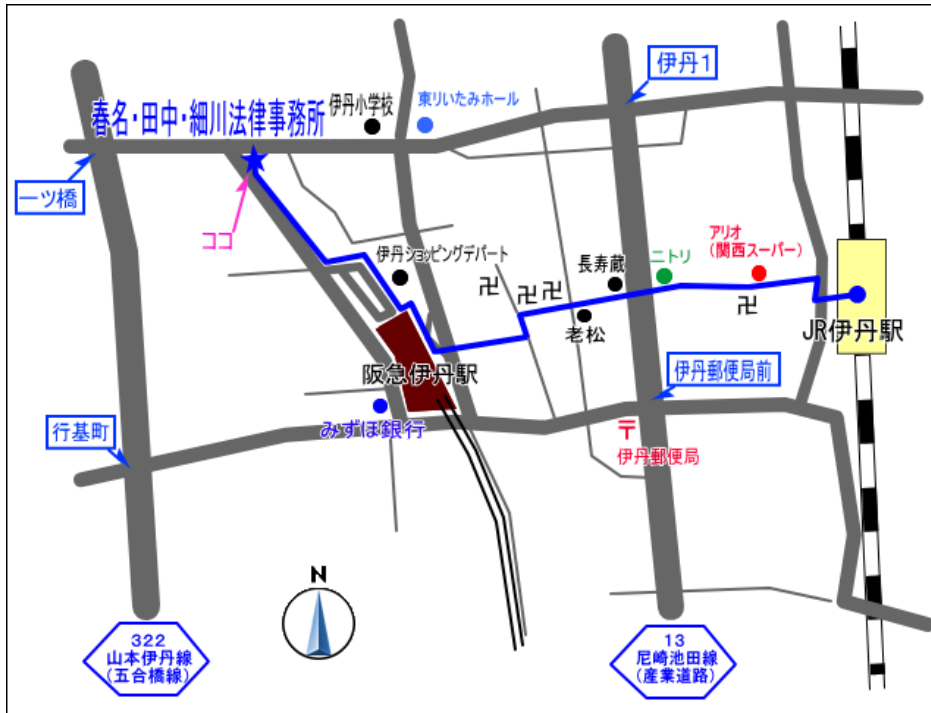 伊丹1
春名・田中・細川法律事務所
伊丹小学校
東リいたみホール
一ツ橋
ココ
伊丹ショッピングデパート
長寿蔵
ニトリ
アリオ
(関西スーパー)
卍
卍
卍
卍
老松
JR伊丹駅
阪急伊丹駅
伊丹郵便局前
みずほ銀行
行基町
〒
伊丹郵便局
N
322
山本伊丹線
(五合橋線)
13
尼崎池田線
(産業道路)